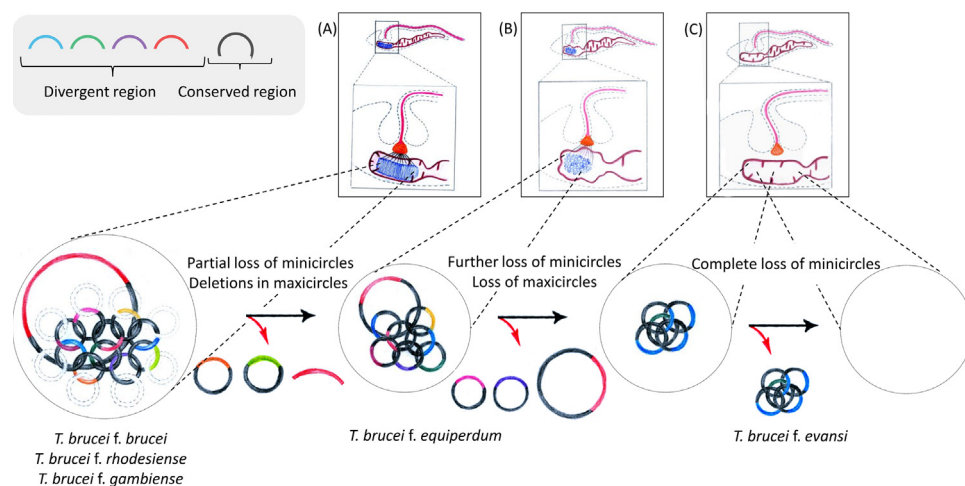 Divergent region
Conserved region
(A)
(B)
(C)
Partial loss of minicircles
Deletions in maxicircles
Further loss of minicircles
Loss of maxicircles
Complete loss of minicircles
T. brucei f. brucei
T. brucei f. rhodesiense
T. brucei f. gambiense
T. brucei f. equiperdum
T. brucei f. evansi